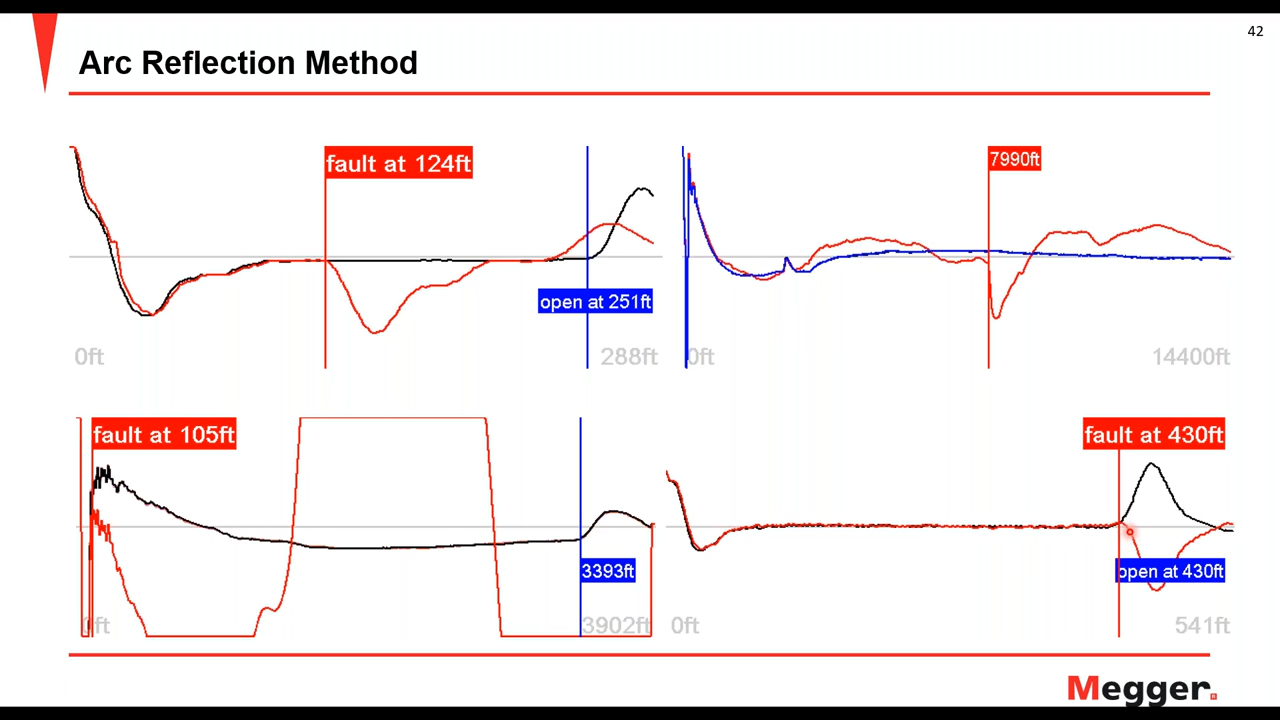 42
Arc Reflection Method
fault at 124ft
open at 251ft
0ft
288ft
7990ft
0ft
14400ft
fault at 105ft
3393ft
0ft
3902ft
fault at 430ft
open at 430ft
0ft
541ft
Megger.